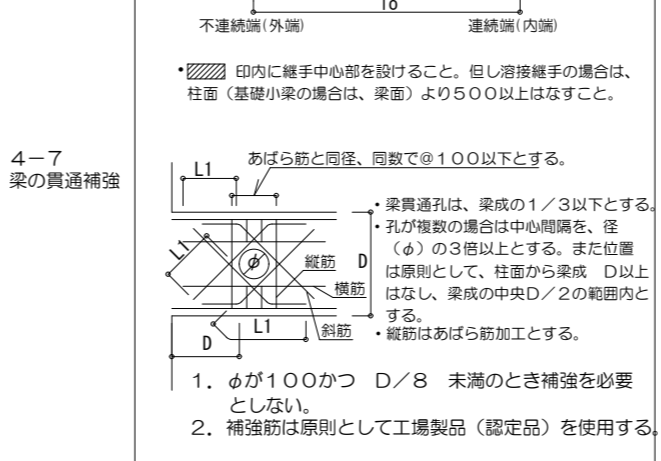 lo
不連続端(外端)　連続端(内端)
•印内に継手中心部を設けること。但し溶接継手の場合は、
柱面（基礎小梁の場合は、梁面）より５００以上はなすこと。
４－７
梁の貫通補強
あばら筋と同径、同数で@１００以下とする。
L1
・梁貫通孔は、梁成の１／３以下とする。
・孔が複数の場合は中心間隔を、径
（φ）の３倍以上とする。また位置
は原則として、柱面から梁成　D以上
はなし、梁成の中央D／２の範囲内と
する。
・縦筋はあばら筋加工とする。
L1
φ
縦筋
D
横筋
L1
斜筋
D
１．φが１００かつ　D／８　未満のとき補強を必要
としない。
２．補強筋は原則として工場製品（認定品）を使用する。